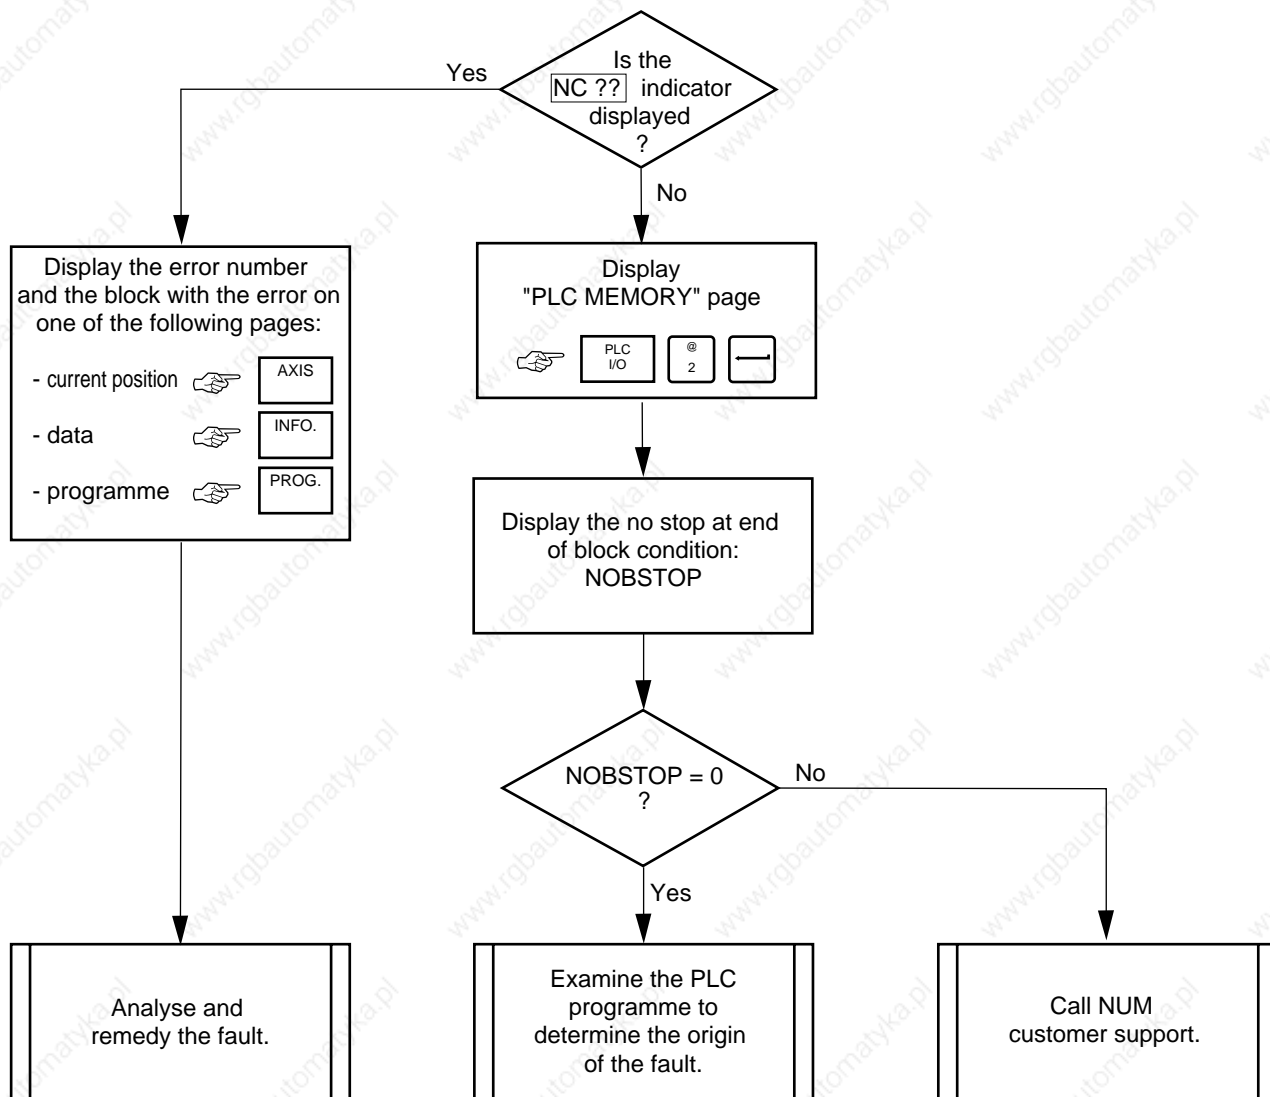 Is the
NC ?? indicator
displayed
?
Yes
No
Display the error number
and the block with the error on
one of the following pages:
- current position AXIS
- data INFO.
- programme PROG.
Display
"PLC MEMORY" page
PLC
I/O
@
2
Display the no stop at end
of block condition:
NOBSTOP
NOBSTOP = 0
?
No
Yes
Analyse and
remedy the fault.
Examine the PLC
programme to
determine the origin
of the fault.
Call NUM
customer support.
www.rgbautomatyka.pl